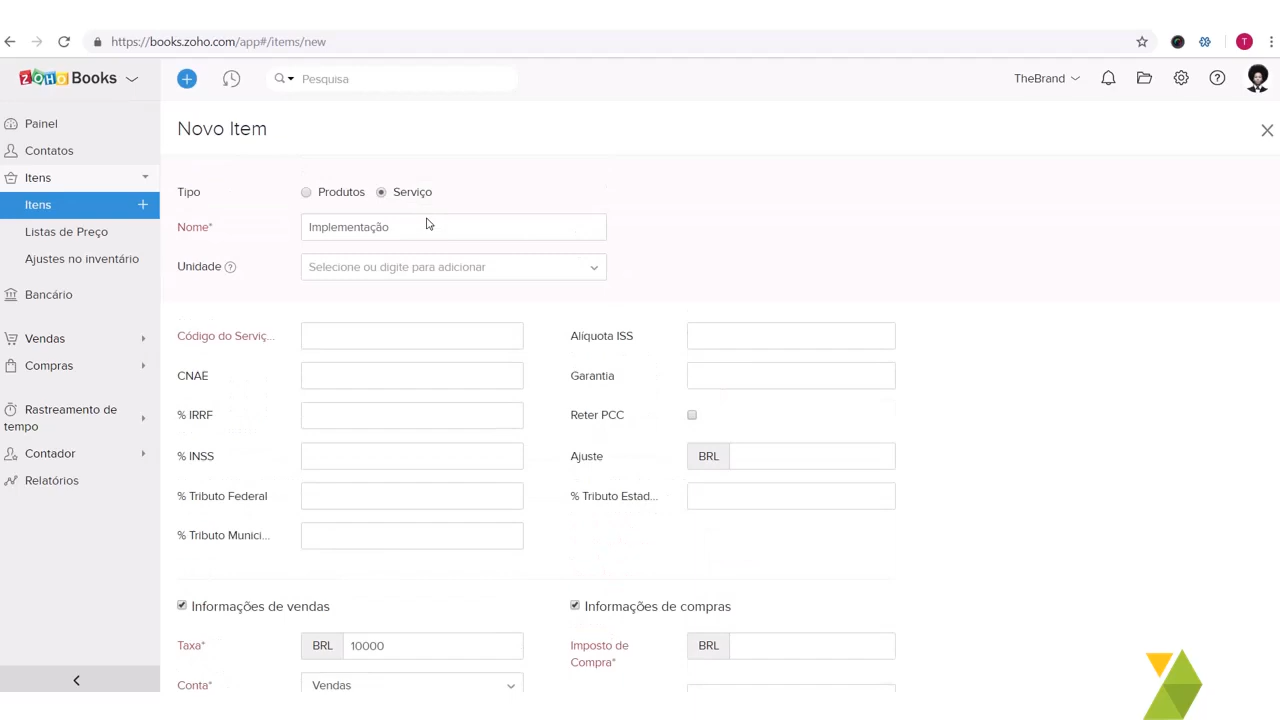 https://books.zoho.com/app#/items/new
T
ZOHO Books
Pesquisa
TheBrand
Painel
Contatos
Itens
Itens
Listas de Preço
Ajustes no inventário
Bancário
Vendas
Compras
Rastreamento de
tempo
Contador
Relatórios
Novo Item
Tipo
Produtos
Serviço
Nome*
Implementação
Unidade
Selecione ou digite para adicionar
Código do Serviç...
Alíquota ISS
CNAE
Garantia
% IRRF
Reter PCC
% INSS
Ajuste
BRL
% Tributo Federal
% Tributo Estad...
% Tributo Munici...
Informações de vendas
Informações de compras
Taxa*
BRL
10000
Imposto de
Compra*
BRL
Conta*
Vendas